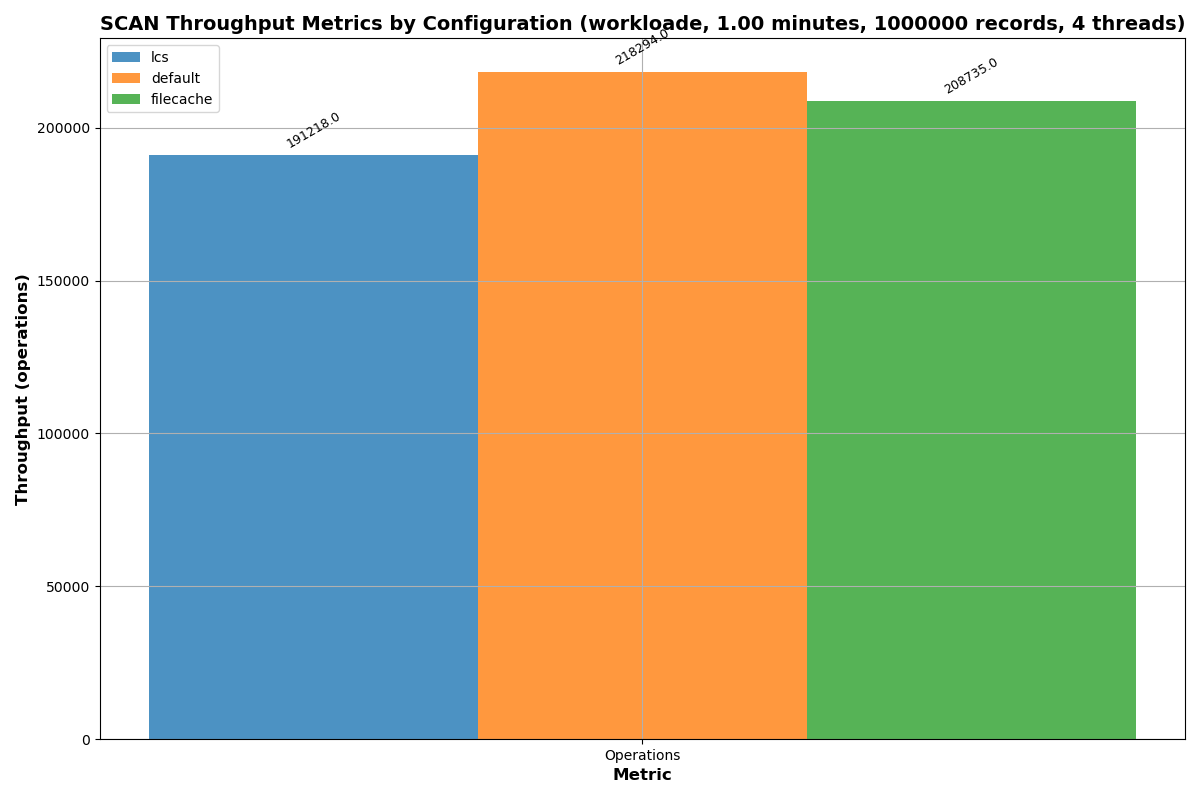 SCAN Throughput Metrics by Configuration (workloade, 1.00 minutes, 1000000 records, 4 threads)
lcs
default
filecache
191218.0
218294.0
208735.0
Throughput (operations)
200000
150000
100000
50000
0
Operations
Metric